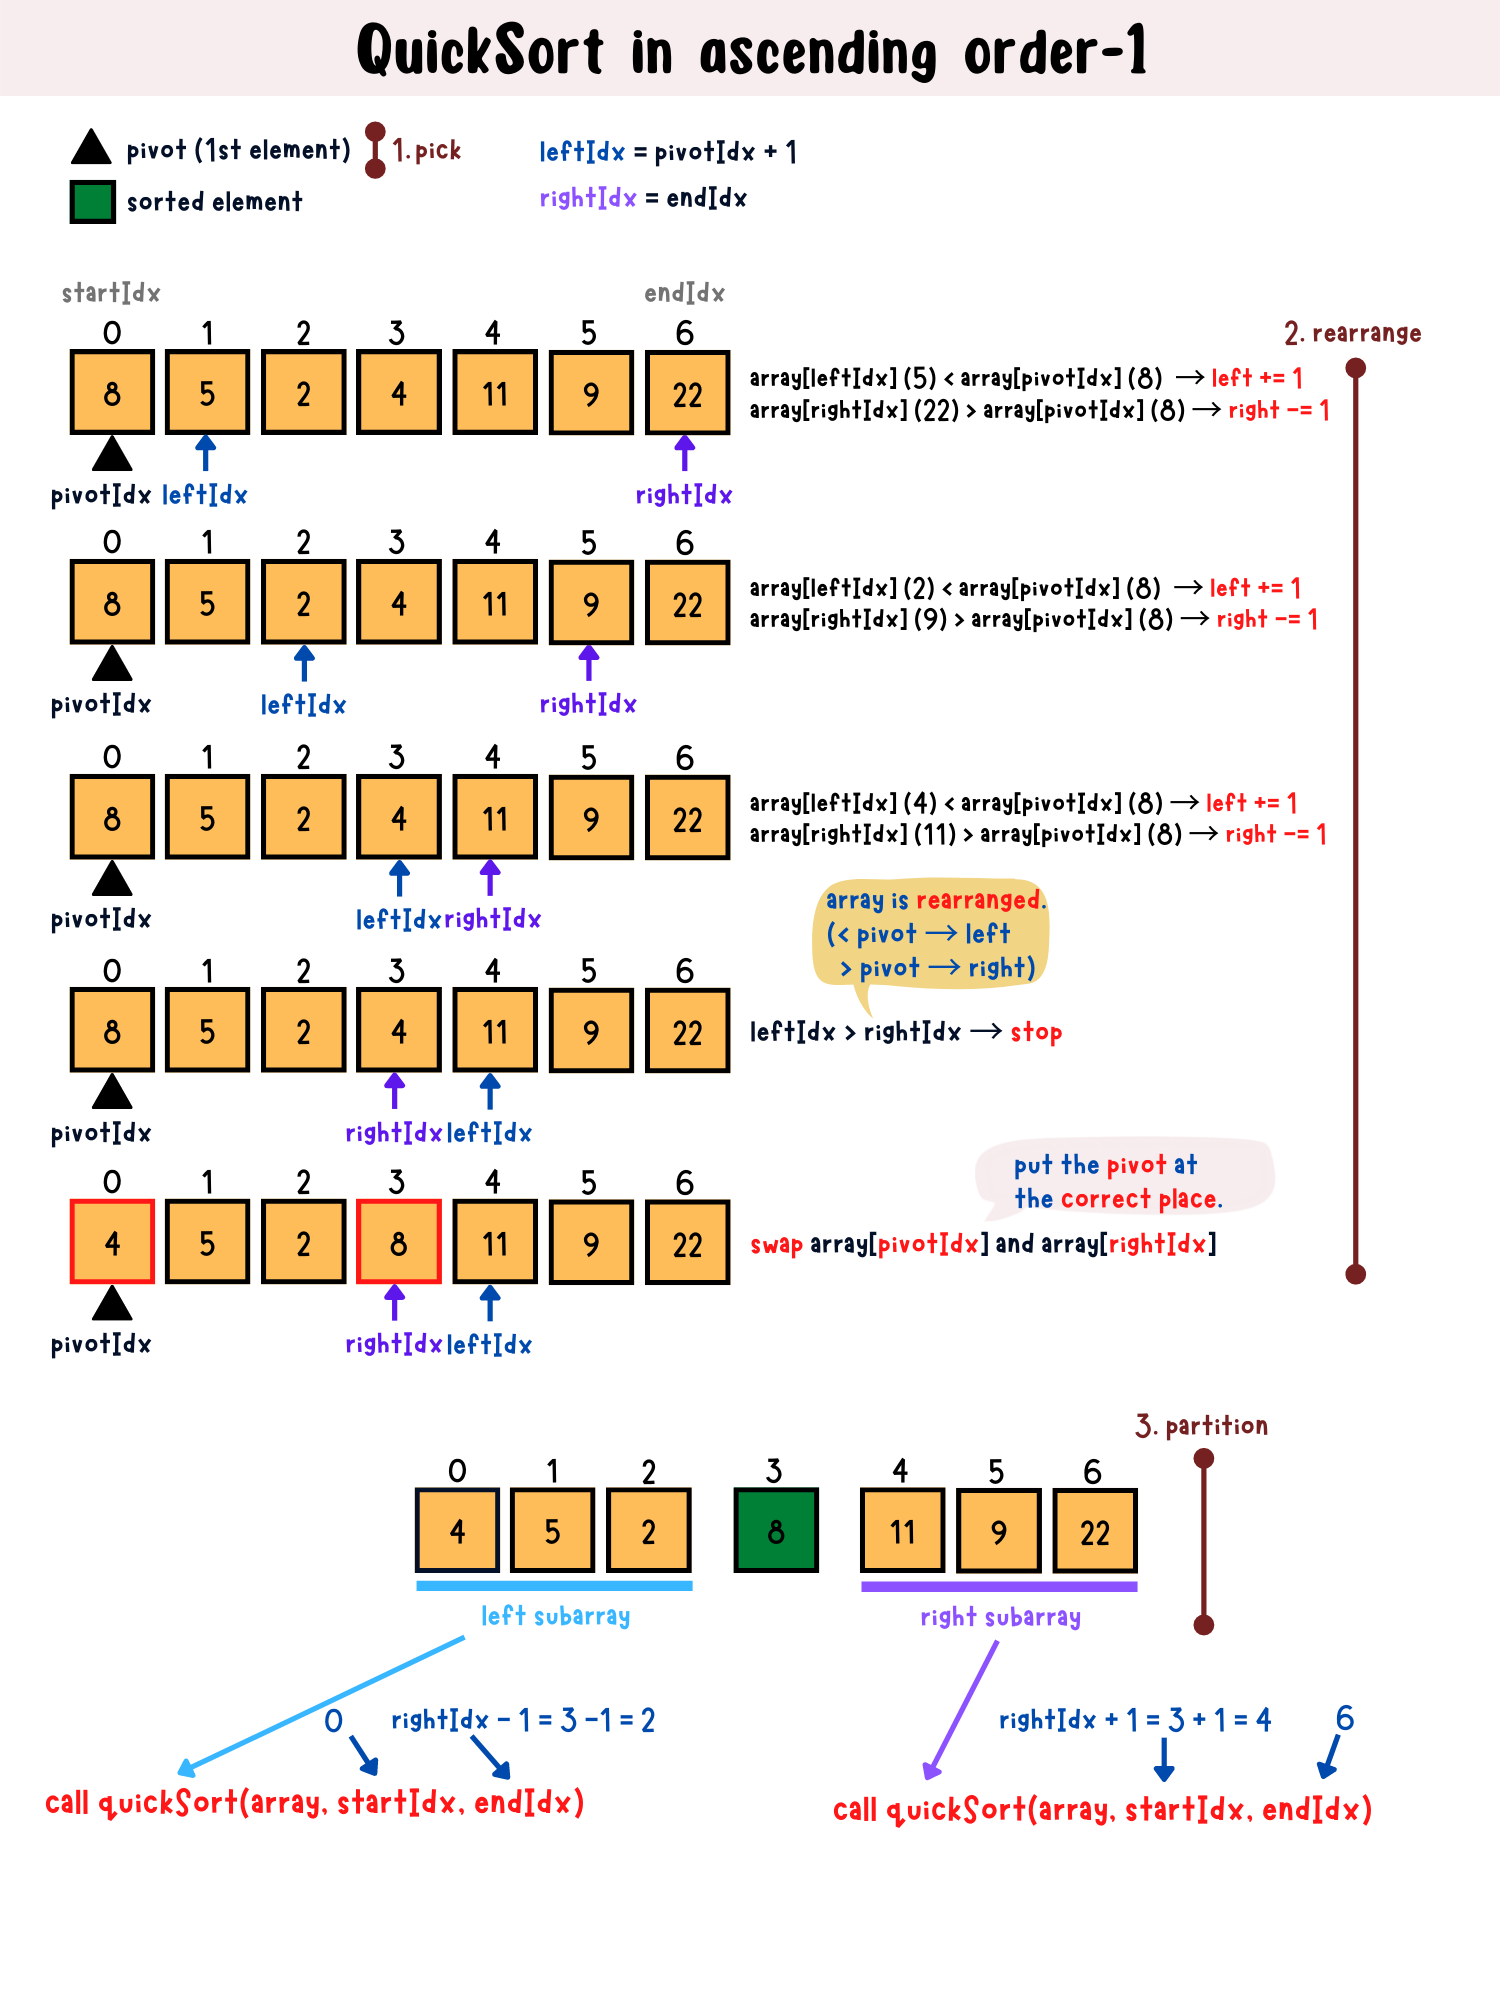 QuickSort in ascending order-1
pivot (1st element)
1. pick
leftIdx = pivotIdx + 1
sorted element
rightIdx = endIdx
startIdx endIdx
0 1 2 3 4 5 6
2. rearrange
8 5 2 4 11 9 22
array[leftIdx] (5) < array[pivotIdx] (8) → left += 1
array[rightIdx] (22) > array[pivotIdx] (8) → right -= 1
pivotIdx leftIdx rightIdx
0 1 2 3 4 5 6
8 5 2 4 11 9 22
array[leftIdx] (2) < array[pivotIdx] (8) → left += 1
array[rightIdx] (9) > array[pivotIdx] (8) → right -= 1
pivotIdx leftIdx rightIdx
0 1 2 3 4 5 6
8 5 2 4 11 9 22
array[leftIdx] (4) < array[pivotIdx] (8) → left += 1
array[rightIdx] (11) > array[pivotIdx] (8) → right -= 1
pivotIdx leftIdx rightIdx
array is rearranged.
(< pivot → left
> pivot → right)
0 1 2 3 4 5 6
8 5 2 4 11 9 22
leftIdx > rightIdx → stop
pivotIdx rightIdx leftIdx
put the pivot at
the correct place.
0 1 2 3 4 5 6
4 5 2 8 11 9 22
swap array[pivotIdx] and array[rightIdx]
pivotIdx rightIdx leftIdx
3. partition
0 1 2 3 4 5 6
4 5 2 8 11 9 22
left subarray right subarray
0 rightIdx - 1 = 3 -1 = 2
rightIdx + 1 = 3 + 1 = 4 6
call quickSort(array, startIdx, endIdx)
call quickSort(array, startIdx, endIdx)